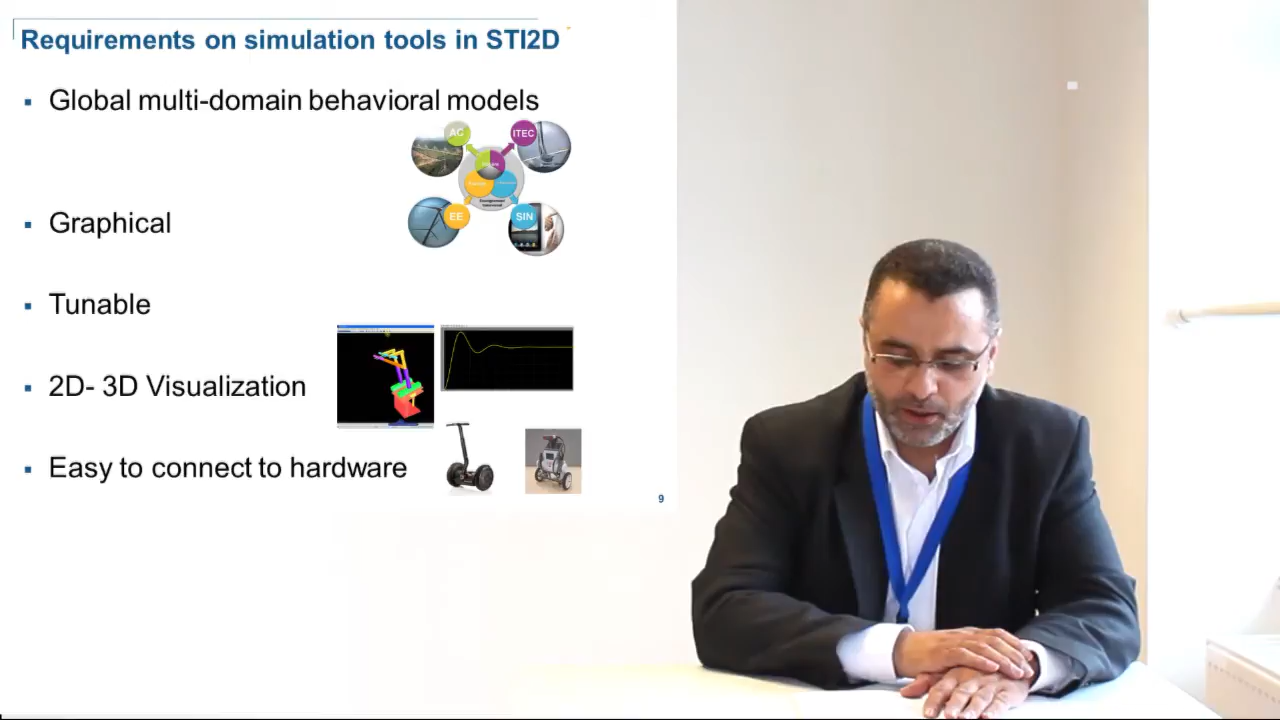 Requirements on simulation tools in STI2D
▪ Global multi-domain behavioral models
AC
ITEC
EE
SIN
▪ Graphical
▪ Tunable
▪ 2D- 3D Visualization
▪ Easy to connect to hardware
9